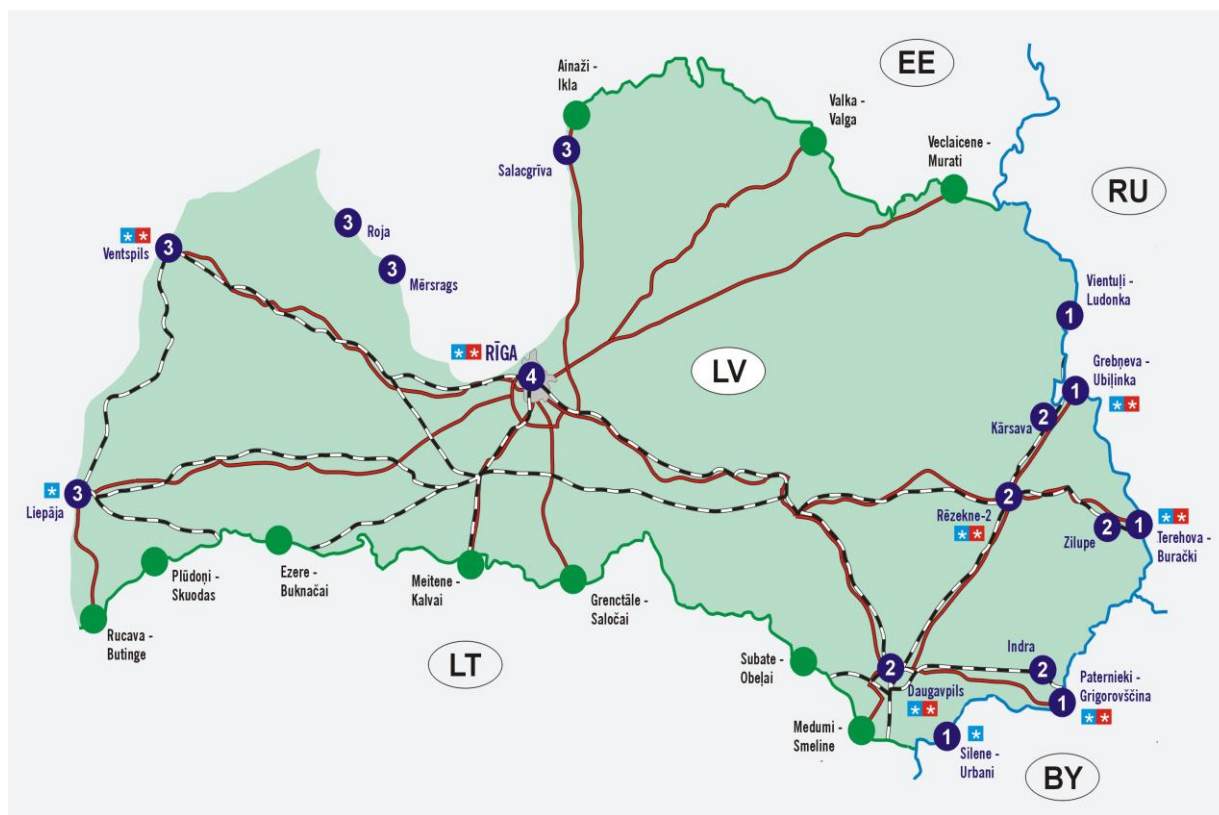 EE
Ainaži -
Ikla
Valka -
Valga
Veclaicene -
Murati
3
Salacgrīva
RU
3
Roja
**
3
Ventspils
3
Mērsrags
Vientuļi -
Ludonka
1
** RĪGA
4
LV
Grebņeva -
Ubiļinka
1
**
2
Kārsava
*
3
Liepāja
2
Rēzekne-2
**
2
Zilupe
1
**
Terehova -
Burački
Plūdoņi -
Skuodas
Ezere -
Buknačai
Meitene -
Kalvai
Grenctāle -
Saločai
Rucava -
Butinge
LT
Subate -
Obeļai
2
Daugavpils
**
Indra
2
Paternieki -
Grigorovščina
1
**
Medumi -
Smeline
1
*
Silene -
Urbani
BY